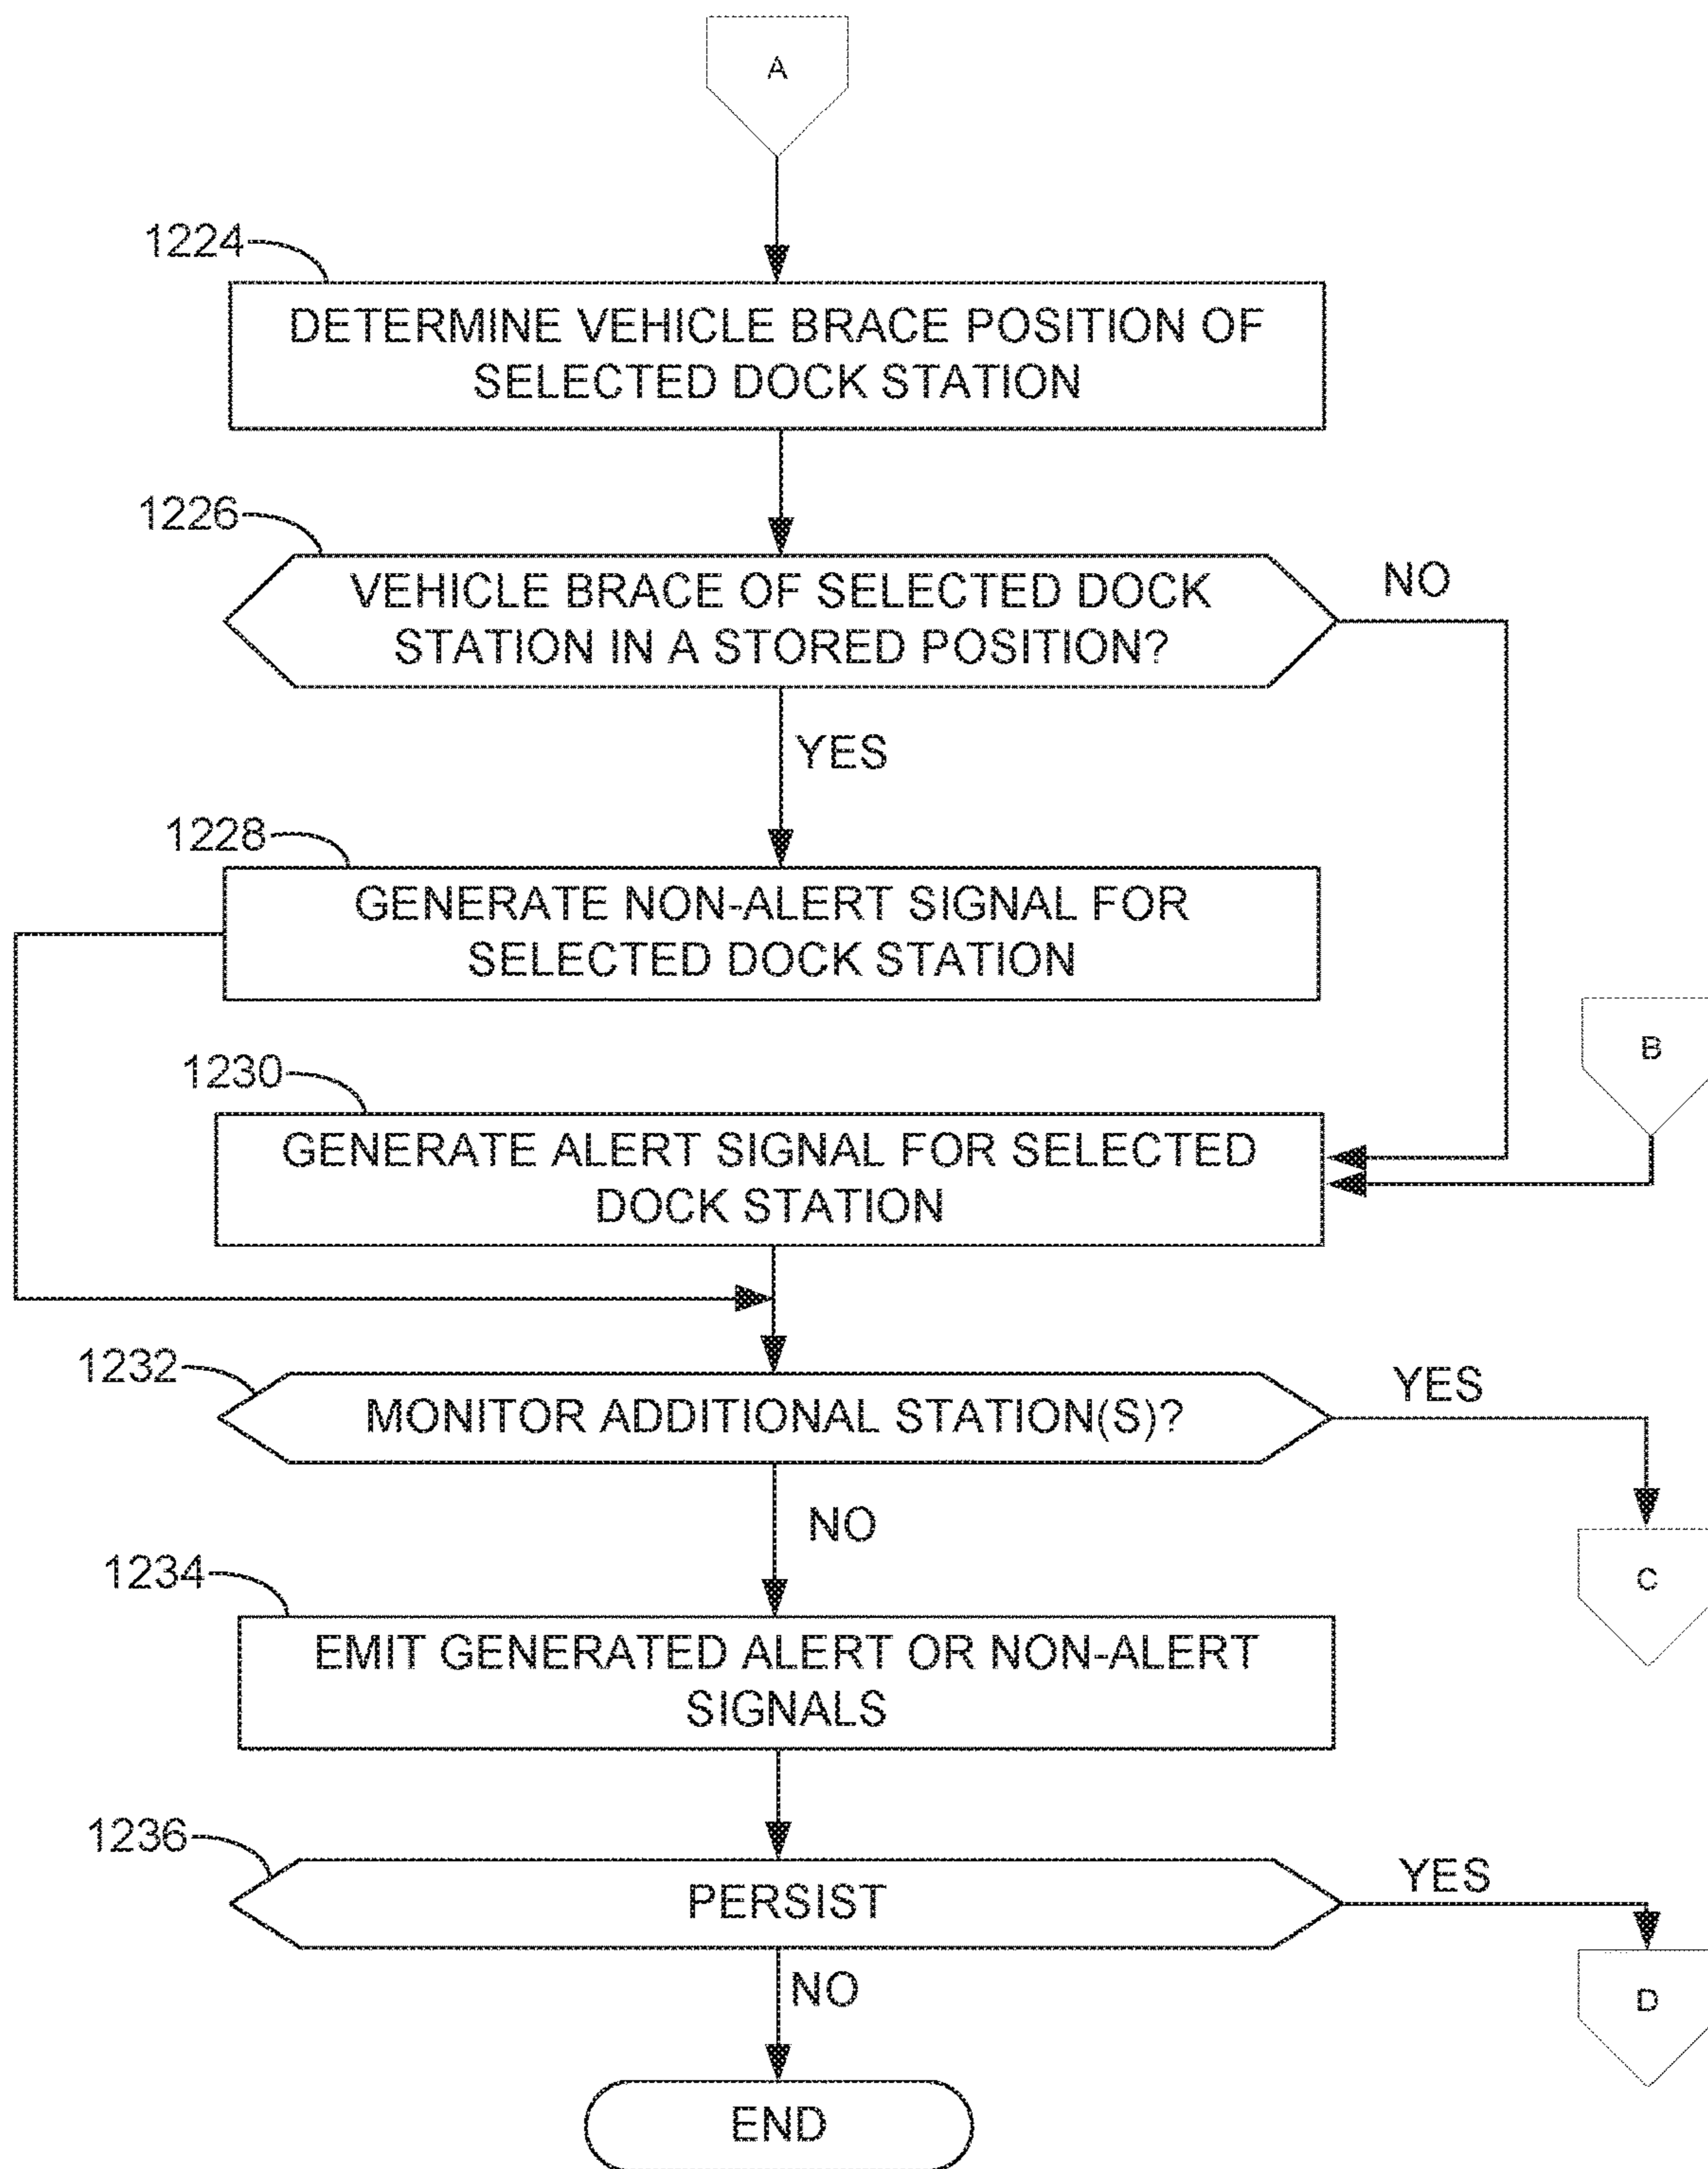 A
1224
DETERMINE VEHICLE BRACE POSITION OF
SELECTED DOCK STATION
1226
VEHICLE BRACE OF SELECTED DOCK
STATION IN A STORED POSITION?
NO
YES
1228
GENERATE NON-ALERT SIGNAL FOR
SELECTED DOCK STATION
B
1230
GENERATE ALERT SIGNAL FOR SELECTED
DOCK STATION
1232
MONITOR ADDITIONAL STATION(S)?
YES
NO
C
1234
EMIT GENERATED ALERT OR NON-ALERT
SIGNALS
1236
PERSIST
YES
NO
D
END